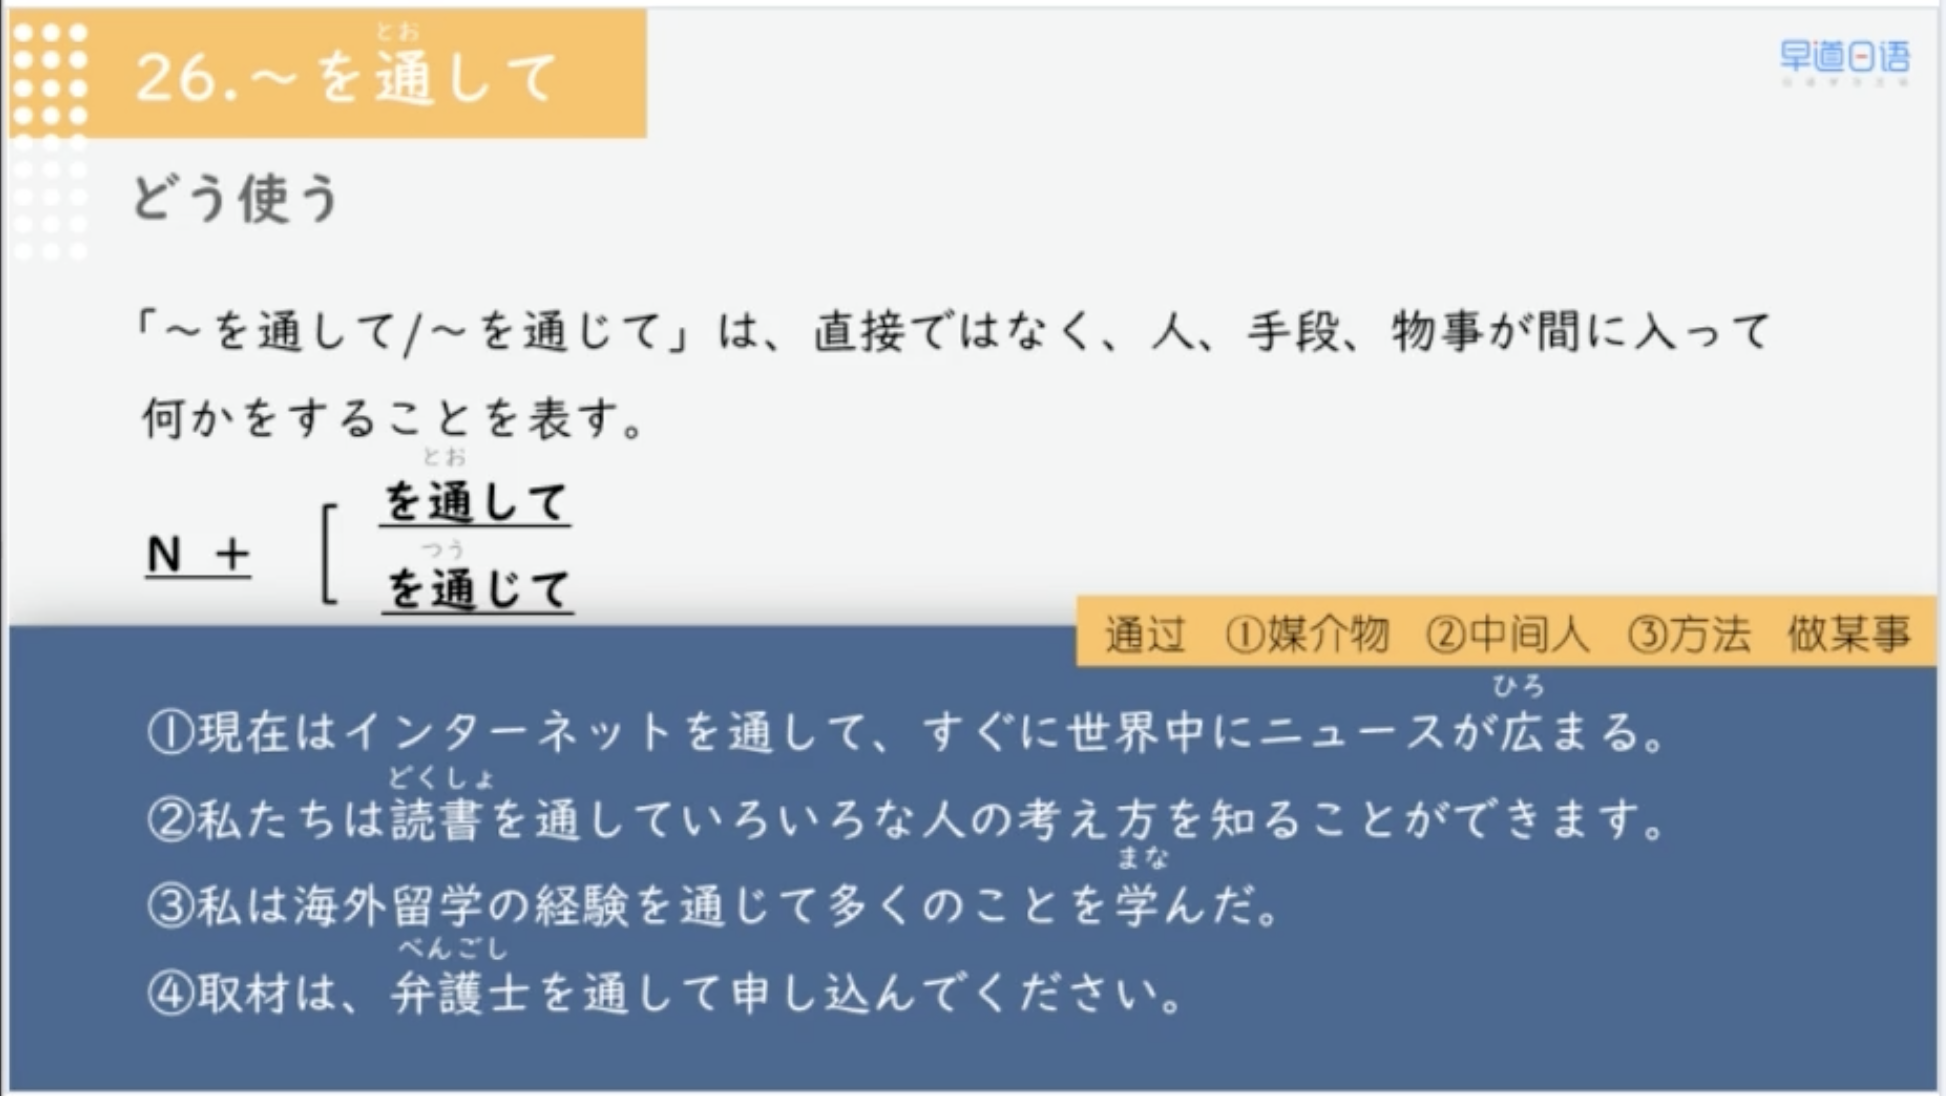 とお
26.～を通して
早道日语
どう使う
「～を通して/～を通じて」は、直接ではなく、人、手段、物事が間に入って
何かをすることを表す。
とお
を通して
N +
つう
を通じて
通过 ①媒介物 ②中间人 ③方法 做某事
ひろ
①現在はインターネットを通して、すぐに世界中にニュースが広まる。
どくしょ
②私たちは読書を通していろいろな人の考え方を知ることができます。
まな
③私は海外留学の経験を通じて多くのことを学んだ。
べんごし
④取材は、弁護士を通して申し込んでください。